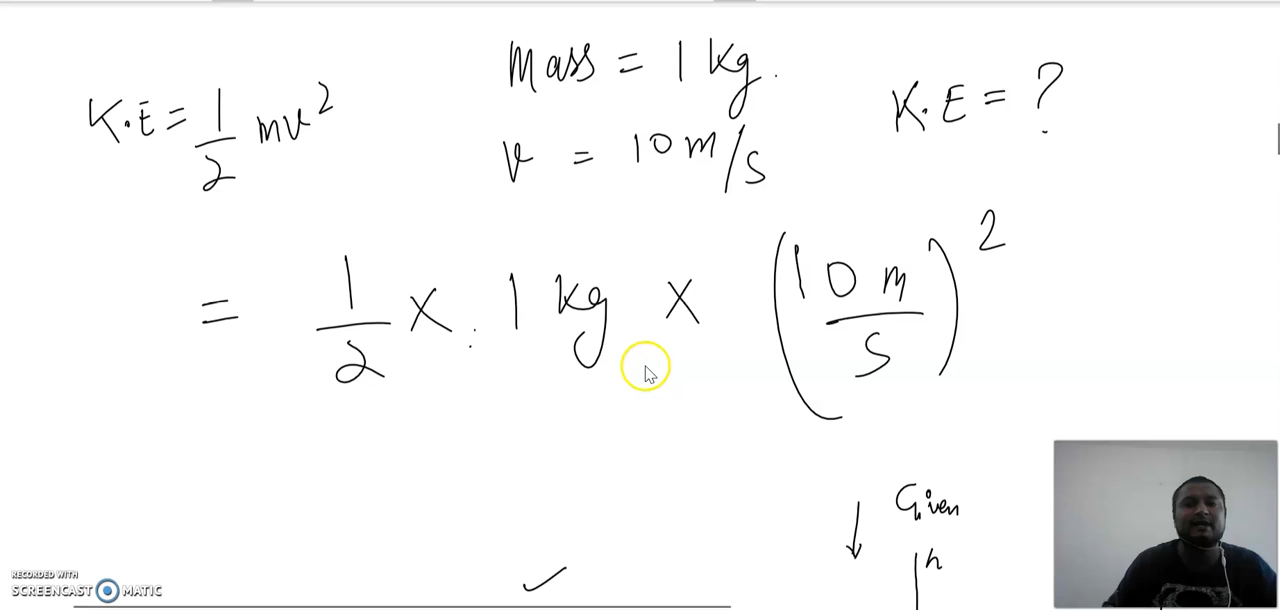 Mass = 1 kg.
K.E = 1/2 mv²
v = 10 m/s
K.E = ?
= 1/2 × 1 kg × (10 m/s)²
Given
h
RECORDED WITH
SCREENCAST MATIC